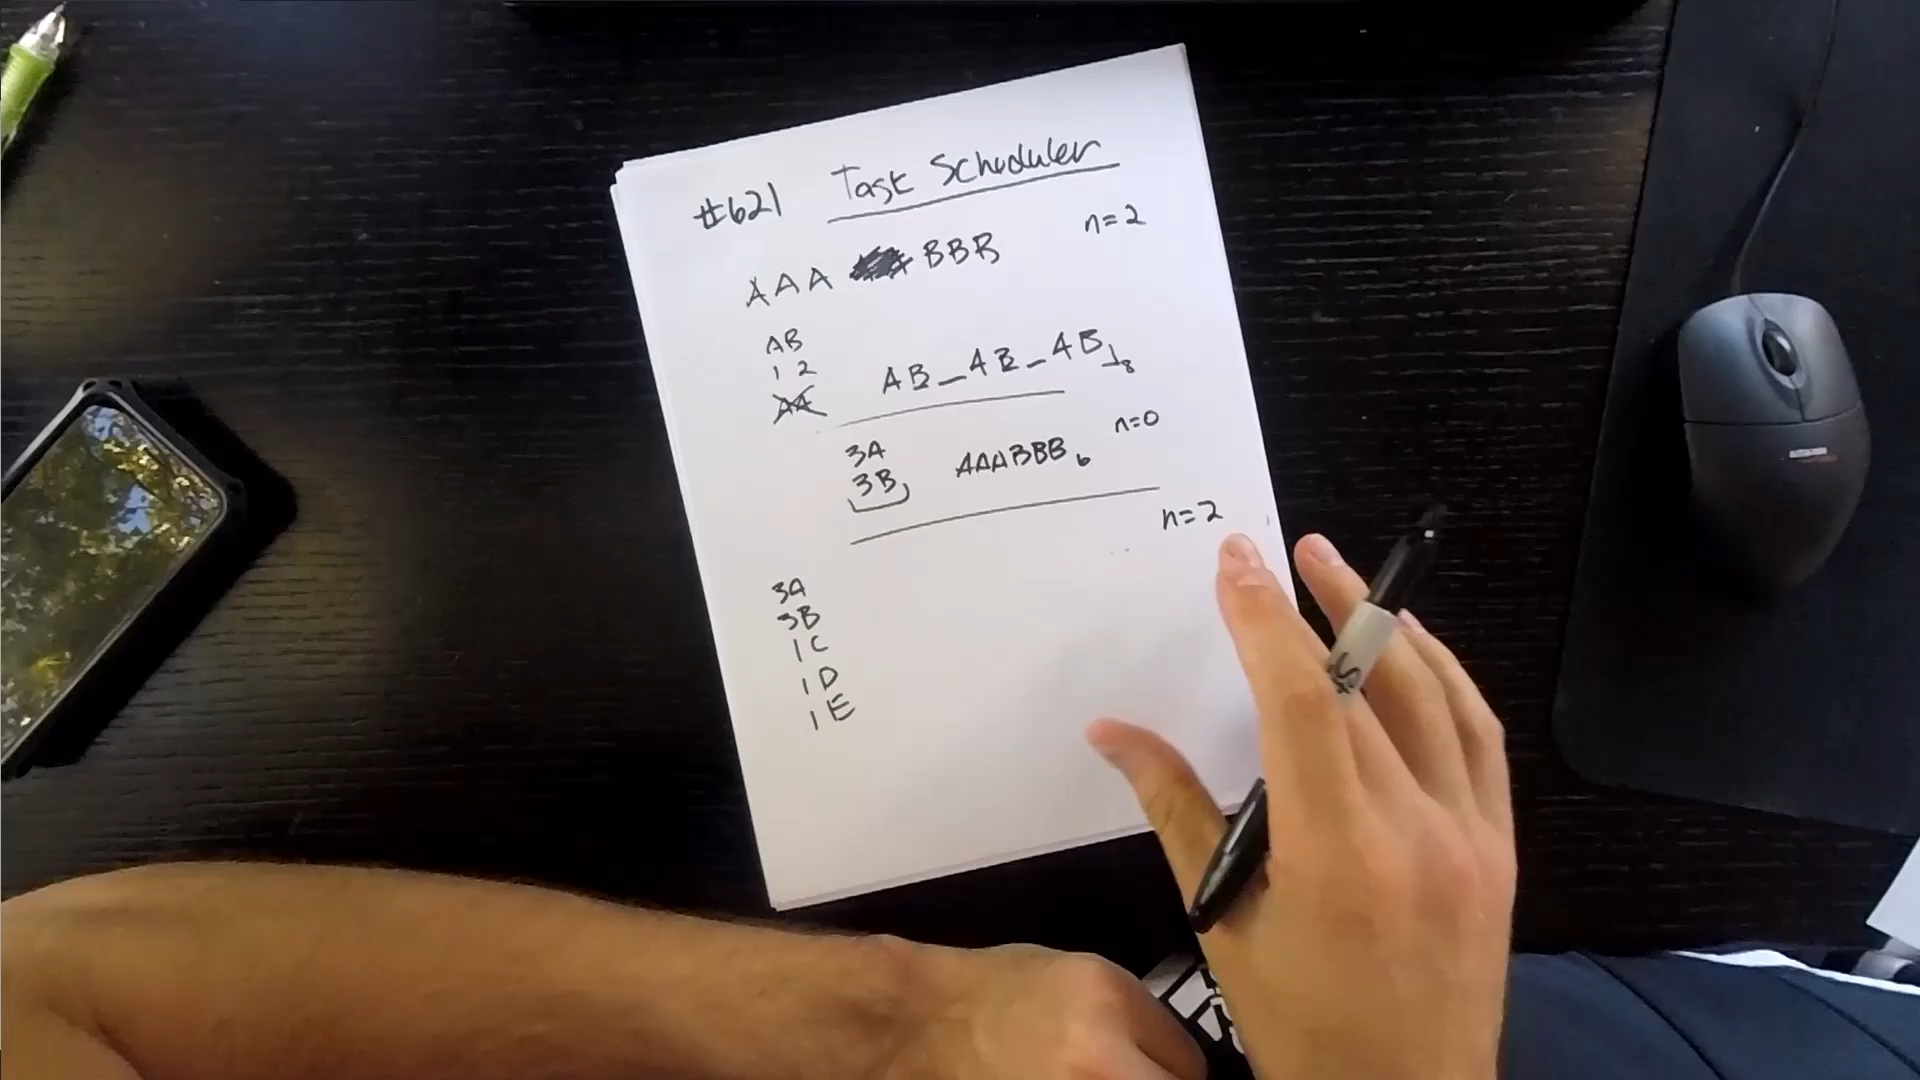 #621 Task Scheduler
n=2
AAA BBB
AB
1 2
AA
AB_AB_AB 8
n=0
3A
3B
AAABBB 6
n=2
3A
3B
1C
1D
1E